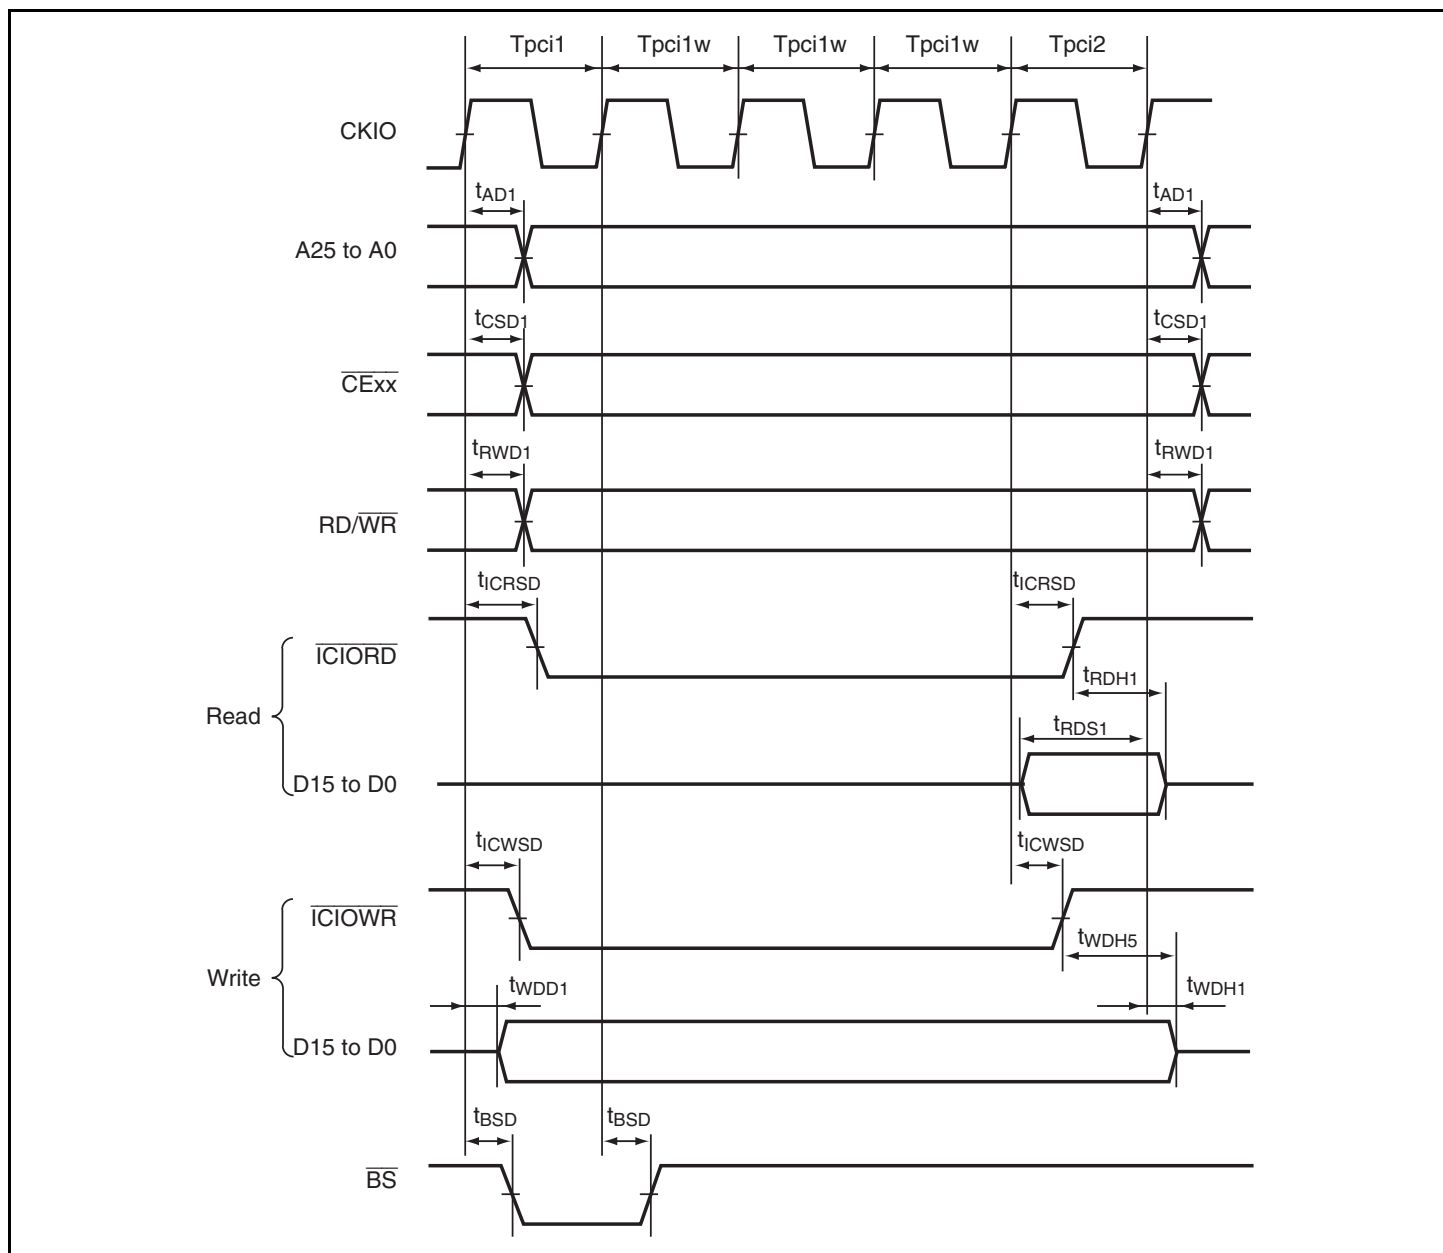 Tpci1 Tpci1w Tpci1w Tpci1w Tpci2
CKIO
tAD1 tAD1
A25 to A0
tCSD1 tCSD1
CExx
tRWD1 tRWD1
RD/WR
tICRSD tICRSD
ICIORD
tRDH1
Read
tRDS1
D15 to D0
tICWSD tICWSD
ICIOWR
tWDH5
Write
tWDD1 tWDH1
D15 to D0
tBSD tBSD
BS